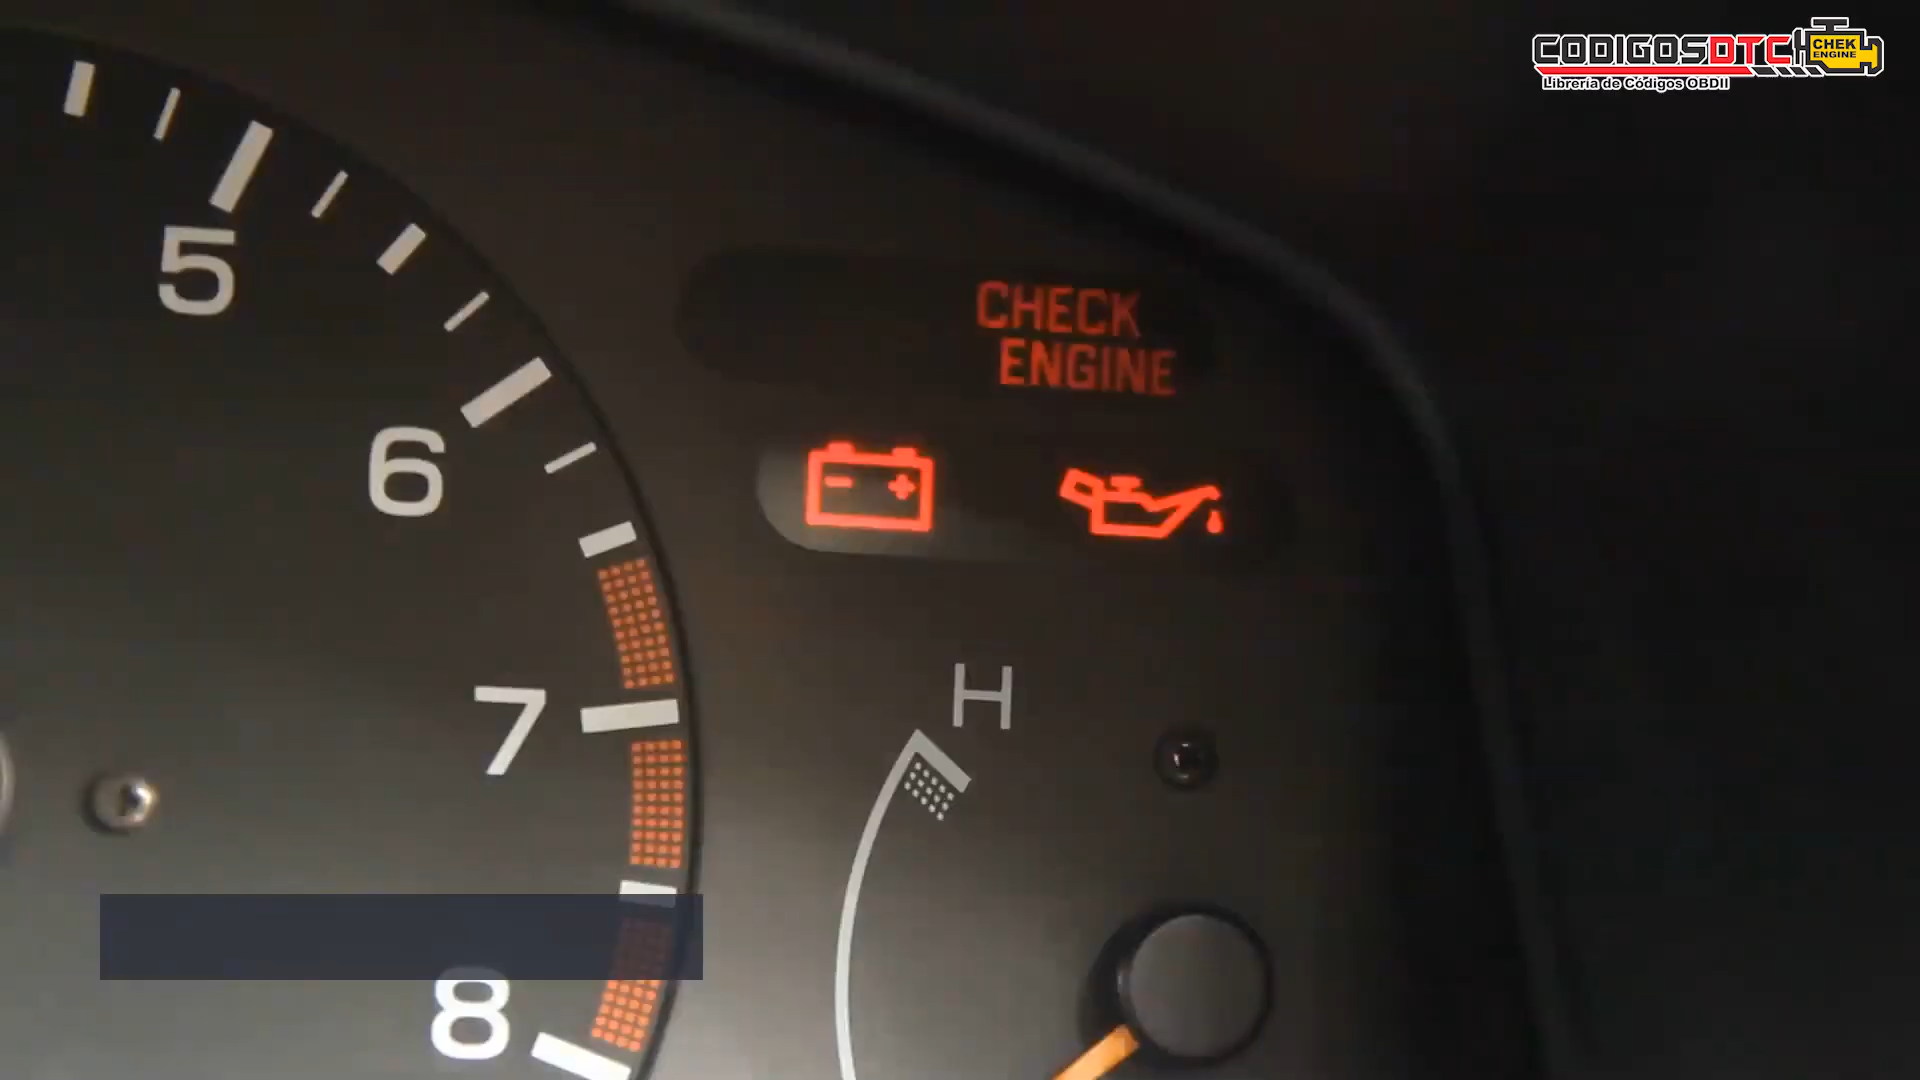 CODIGOSDTC
CHEK
ENGINE
Librería de Códigos OBDII
5
CHECK
ENGINE
6
- +
7
H
8